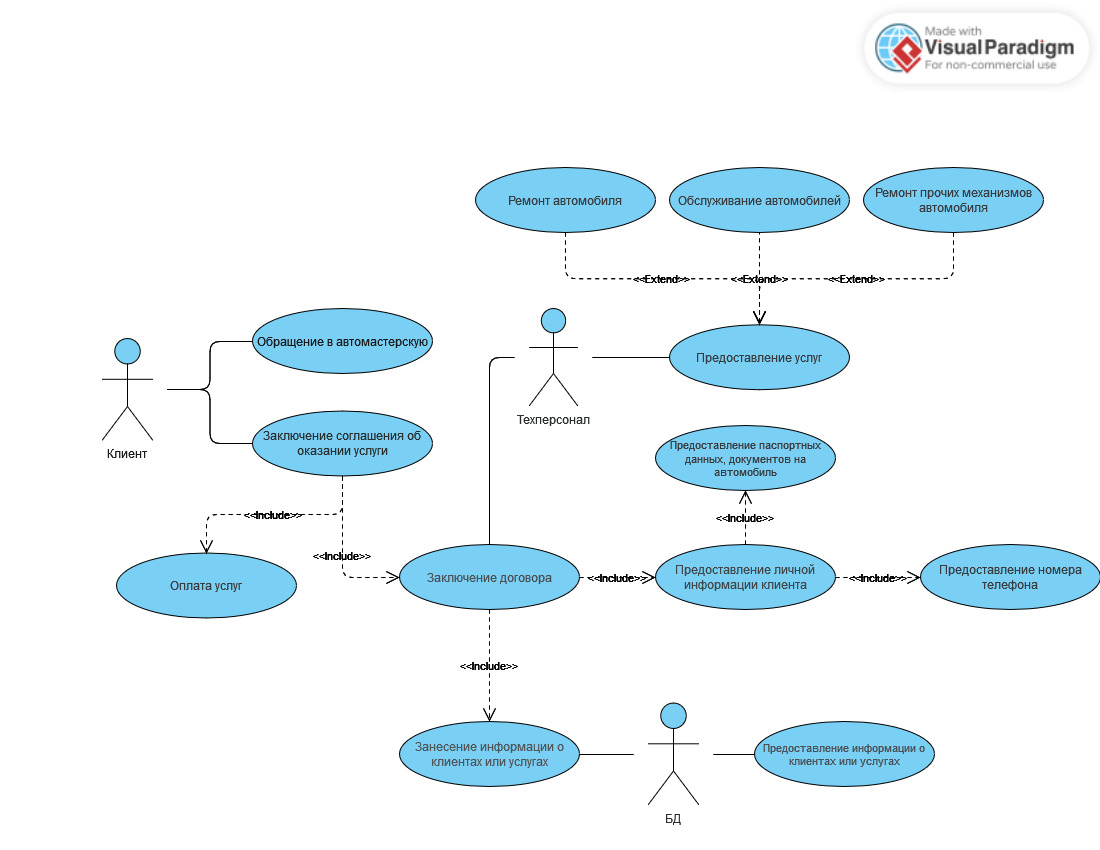 Made with
Visual Paradigm
For non-commercial use
Ремонт автомобиля
Обслуживание автомобилей
Ремонт прочих механизмов
автомобиля
<<Extend>>
<<Extend>>
<<Extend>>
Обращение в автомастерскую
Предоставление услуг
Техперсонал
Клиент
Заключение соглашения об
оказании услуги
Предоставление паспортных
данных, документов на
автомобиль
<<Include>>
<<Include>>
<<Include>>
Оплата услуг
Заключение договора
<<Include>>
Предоставление личной
информации клиента
<<Include>>
Предоставление номера
телефона
<<Include>>
Занесение информации о
клиентах или услугах
Предоставление информации о
клиентах или услугах
БД